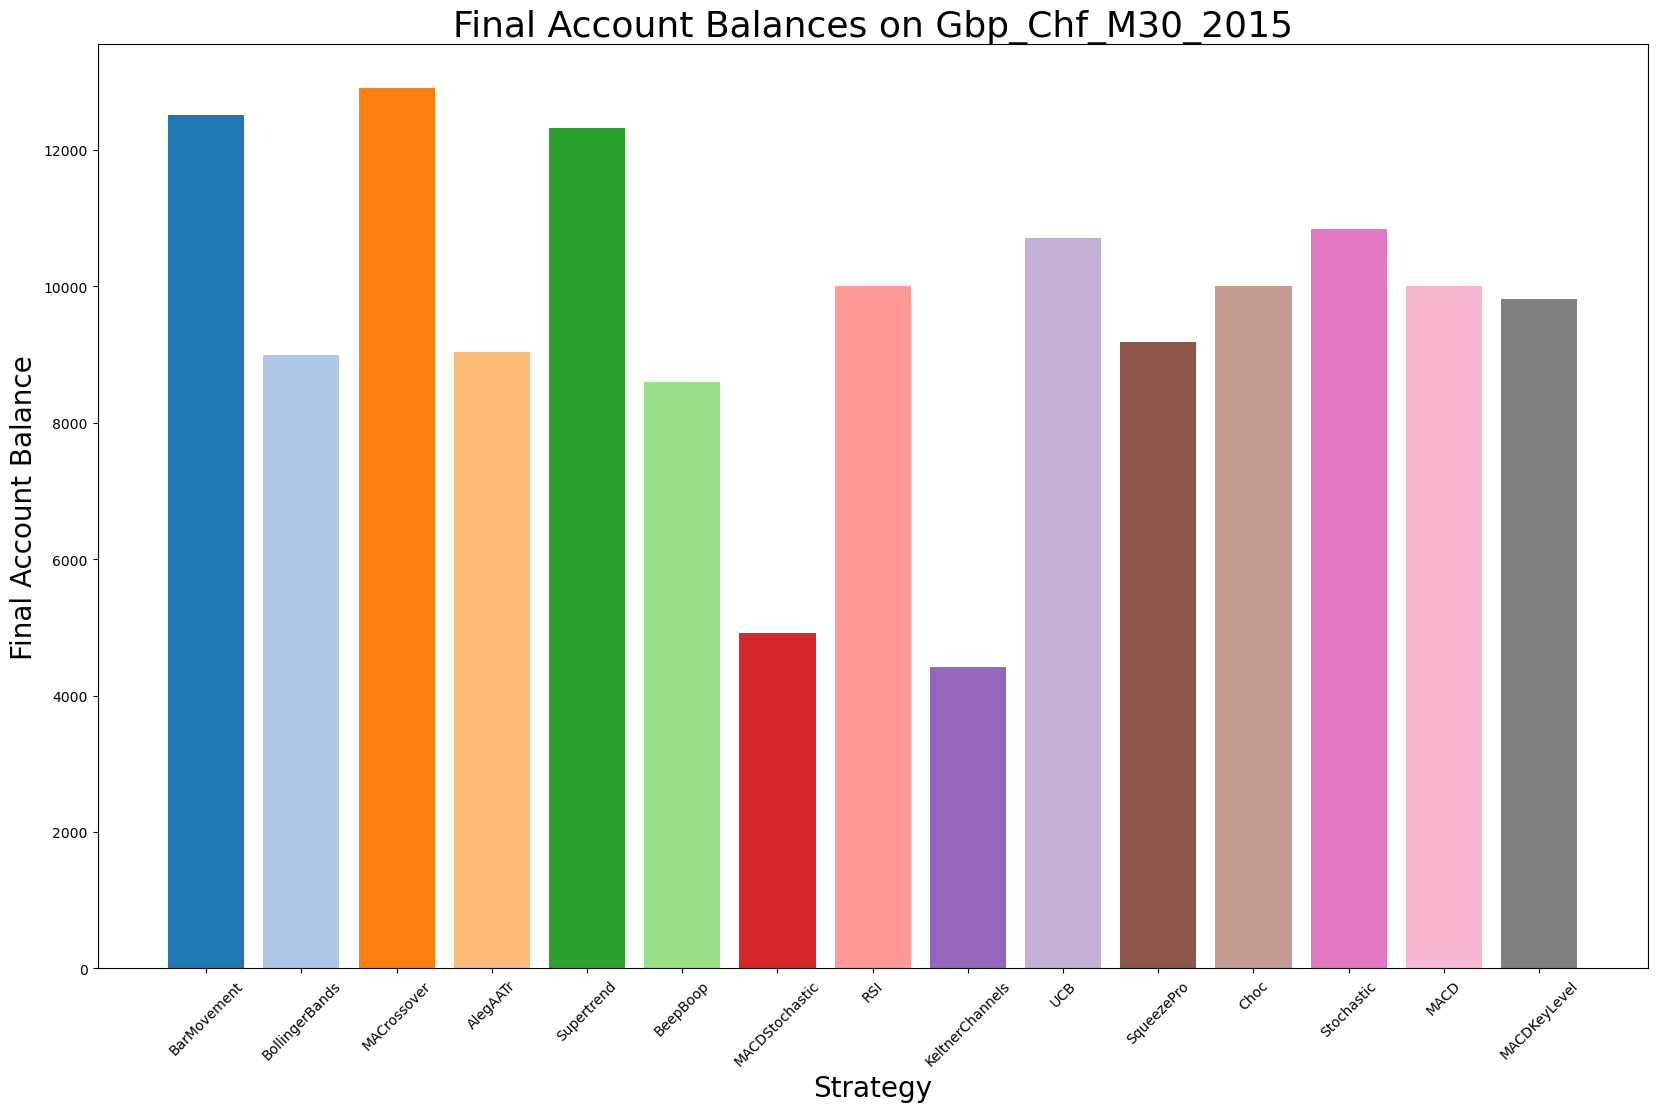 Final Account Balances on Gbp_Chf_M30_2015
Final Account Balance
12000
10000
8000
6000
4000
2000
0
BarMovement
BollingerBands
MACrossover
AlegAATr
Supertrend
BeepBoop
MACDStochastic
RSI
KeltnerChannels
UCB
SqueezePro
Choc
Stochastic
MACD
MACDKeyLevel
Strategy